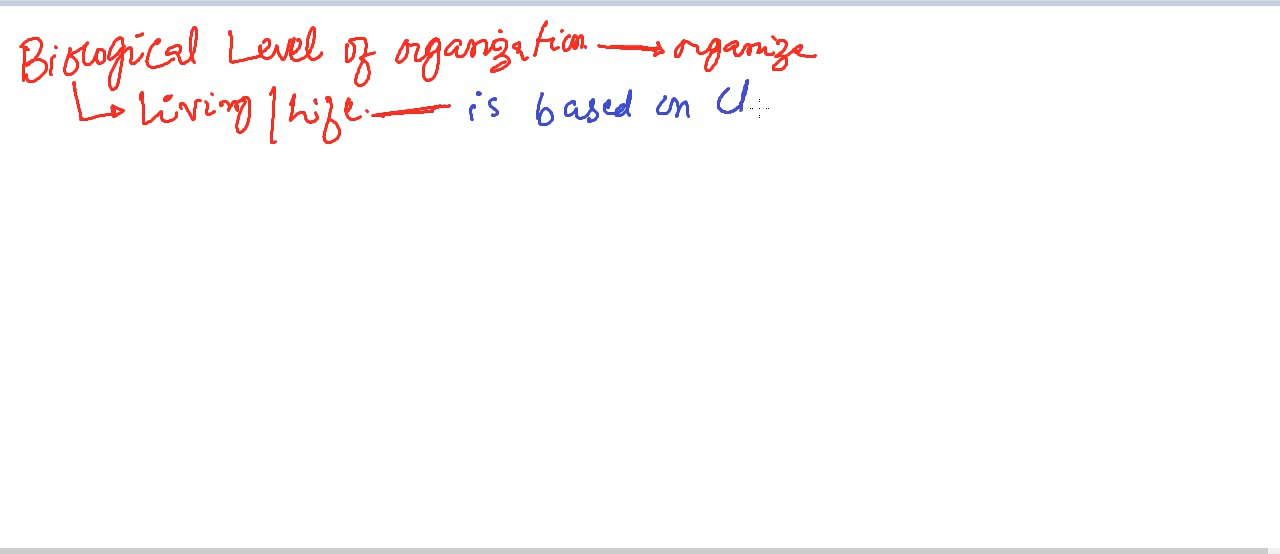 Biological Level of organization → organize
↳ Living / Life. — is based on